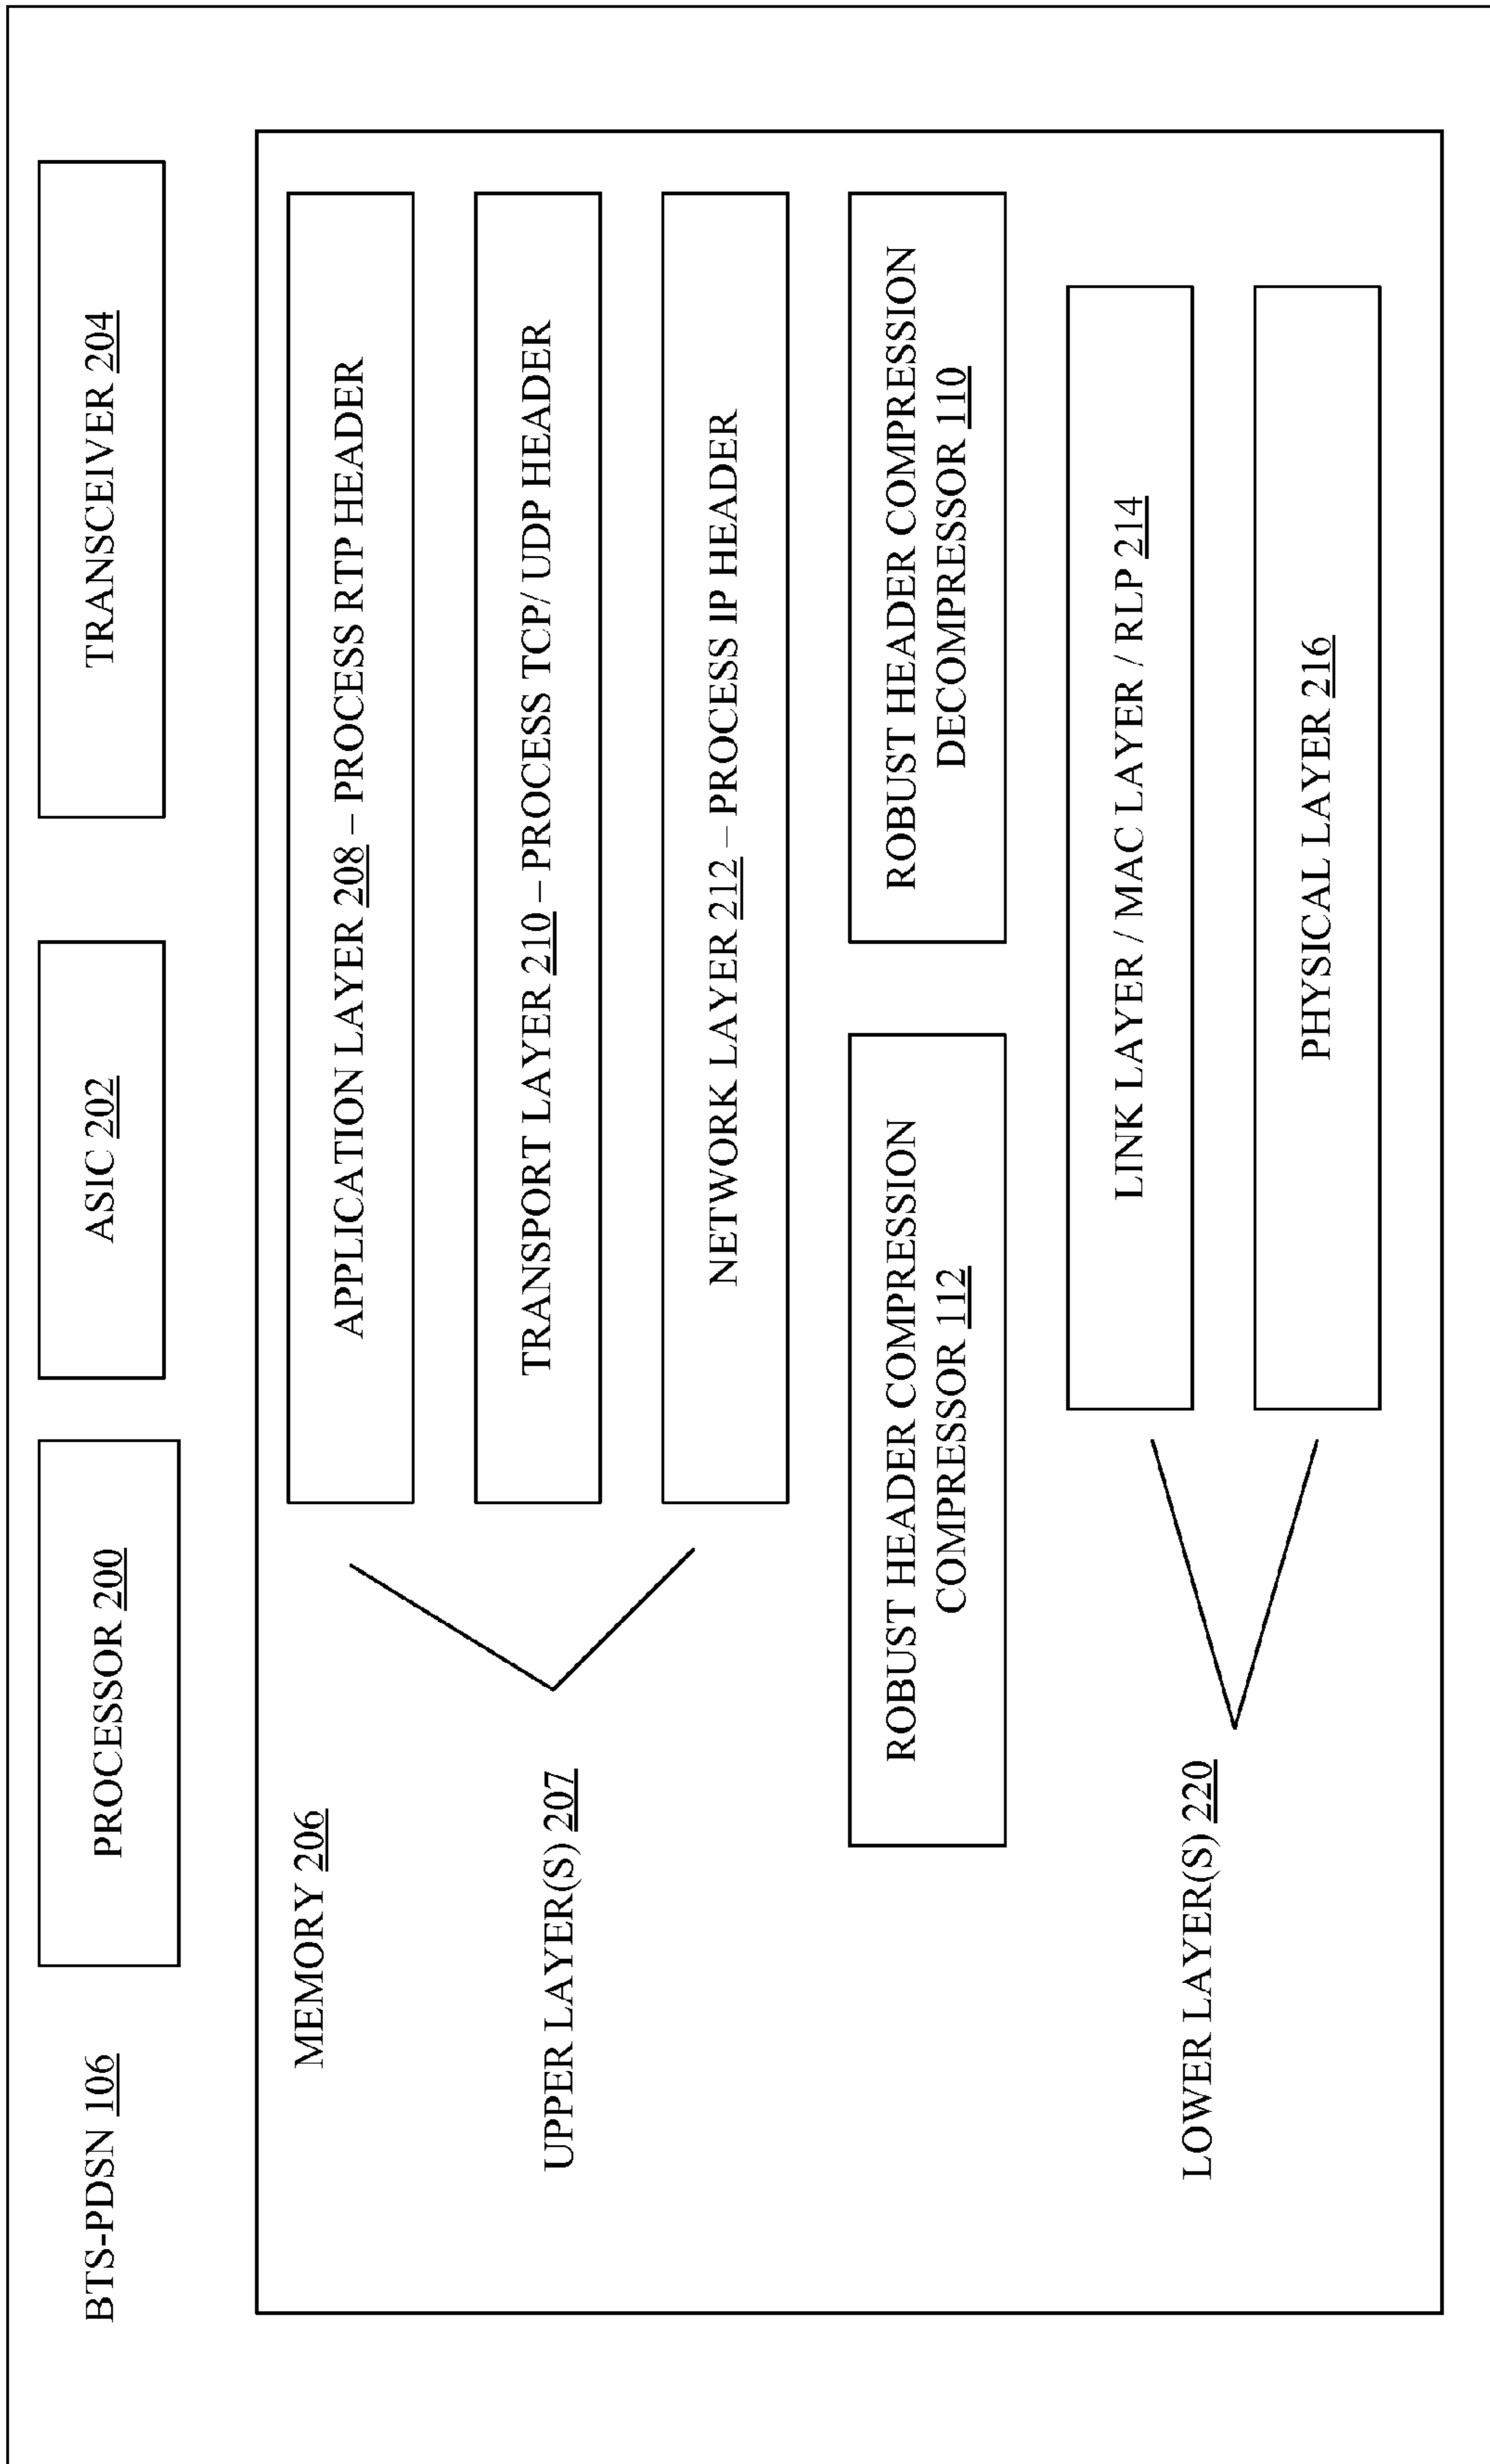 BTS-PDSN 106
PROCESSOR 200
ASIC 202
TRANSCEIVER 204
MEMORY 206
APPLICATION LAYER 208 – PROCESS RTP HEADER
UPPER LAYER(S) 207
TRANSPORT LAYER 210 – PROCESS TCP/ UDP HEADER
NETWORK LAYER 212 – PROCESS IP HEADER
ROBUST HEADER COMPRESSION
COMPRESSOR 112
ROBUST HEADER COMPRESSION
DECOMPRESSOR 110
LOWER LAYER(S) 220
LINK LAYER / MAC LAYER / RLP 214
PHYSICAL LAYER 216